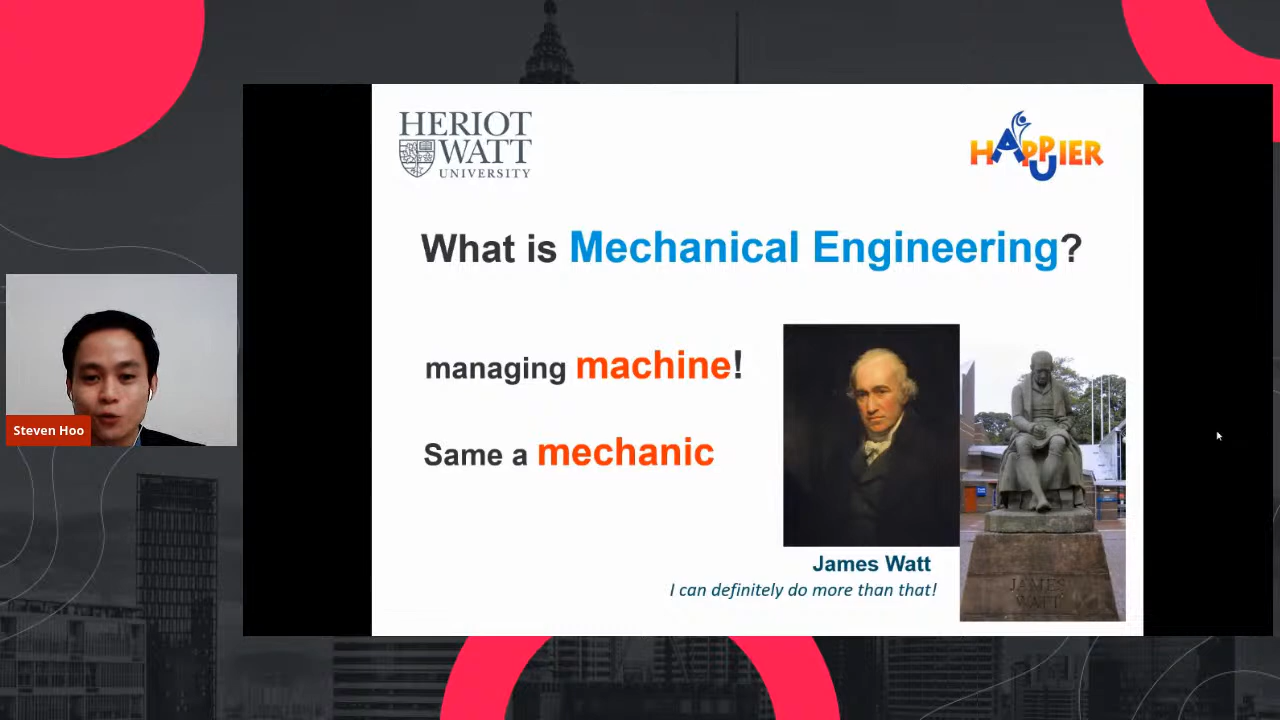 HERIOT
WATT
UNIVERSITY
HAPPUIER
What is Mechanical Engineering?
managing machine!
Same a mechanic
Steven Hoo
James Watt
I can definitely do more than that!
JAMES
WATT